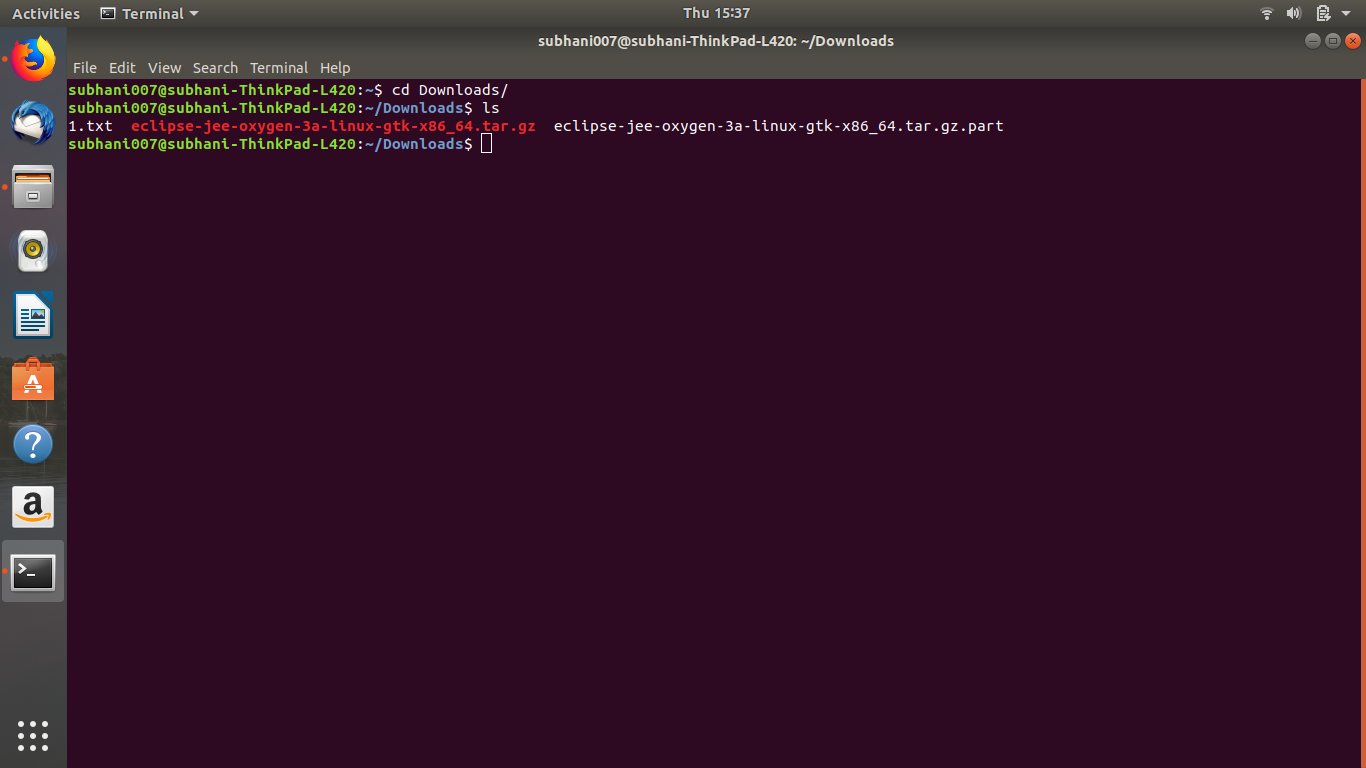 Activities Terminal Thu 15:37
subhani007@subhani-ThinkPad-L420: ~/Downloads
File Edit View Search Terminal Help
subhani007@subhani-ThinkPad-L420:~$ cd Downloads/
subhani007@subhani-ThinkPad-L420:~/Downloads$ ls
1.txt  eclipse-jee-oxygen-3a-linux-gtk-x86_64.tar.gz  eclipse-jee-oxygen-3a-linux-gtk-x86_64.tar.gz.part
subhani007@subhani-ThinkPad-L420:~/Downloads$